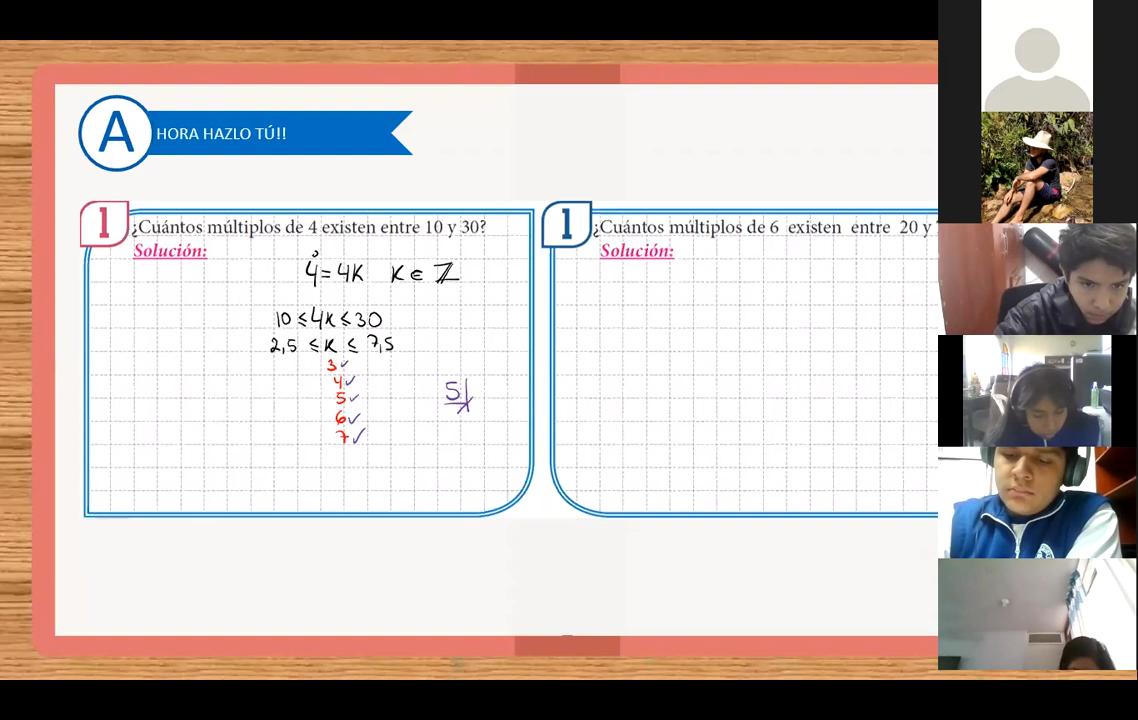 A
HORA HAZLO TÚ!!
1
¿Cuántos múltiplos de 4 existen entre 10 y 30?
Solución:
4̊ = 4K K ∈ ℤ
10 ≤ 4K ≤ 30
2,5 ≤ K ≤ 7,5
3 ✓
4 ✓
5 ✓
6 ✓
7 ✓
5
1
¿Cuántos múltiplos de 6 existen entre 20 y
Solución: